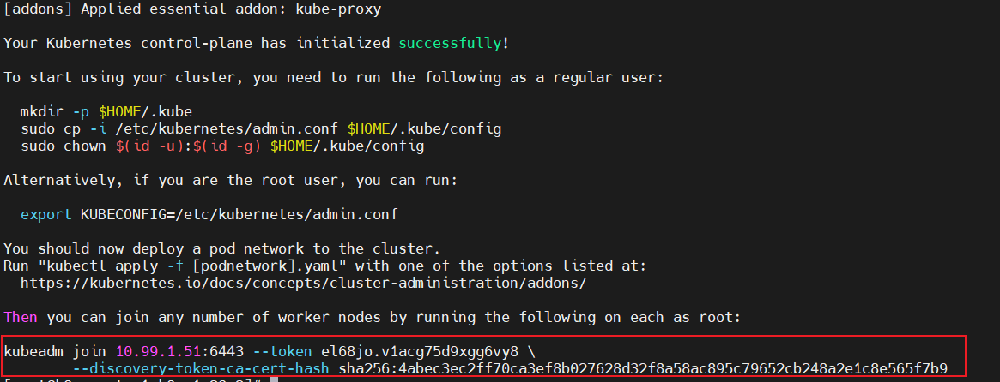 [addons] Applied essential addon: kube-proxy
Your Kubernetes control-plane has initialized successfully!
To start using your cluster, you need to run the following as a regular user:
mkdir -p $HOME/.kube
sudo cp -i /etc/kubernetes/admin.conf $HOME/.kube/config
sudo chown $(id -u):$(id -g) $HOME/.kube/config
Alternatively, if you are the root user, you can run:
export KUBECONFIG=/etc/kubernetes/admin.conf
You should now deploy a pod network to the cluster.
Run "kubectl apply -f [podnetwork].yaml" with one of the options listed at:
https://kubernetes.io/docs/concepts/cluster-administration/addons/
Then you can join any number of worker nodes by running the following on each as root:
kubeadm join 10.99.1.51:6443 --token el68jo.v1acg75d9xgg6vy8 \
--discovery-token-ca-cert-hash sha256:4abec3ec2ff70ca3ef8b027628d32f8a58ac895c79652cb248a2e1c8e565f7b9